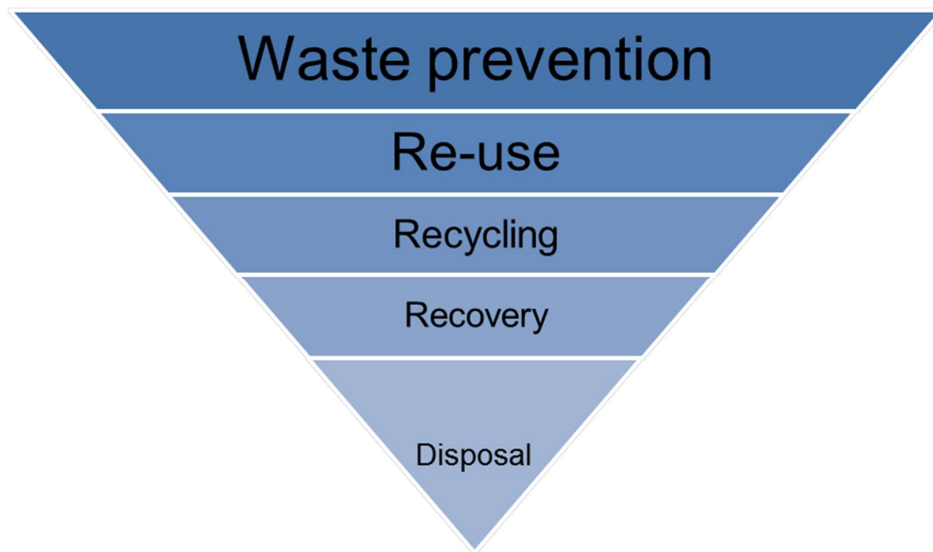 Waste prevention
Re-use
Recycling
Recovery
Disposal